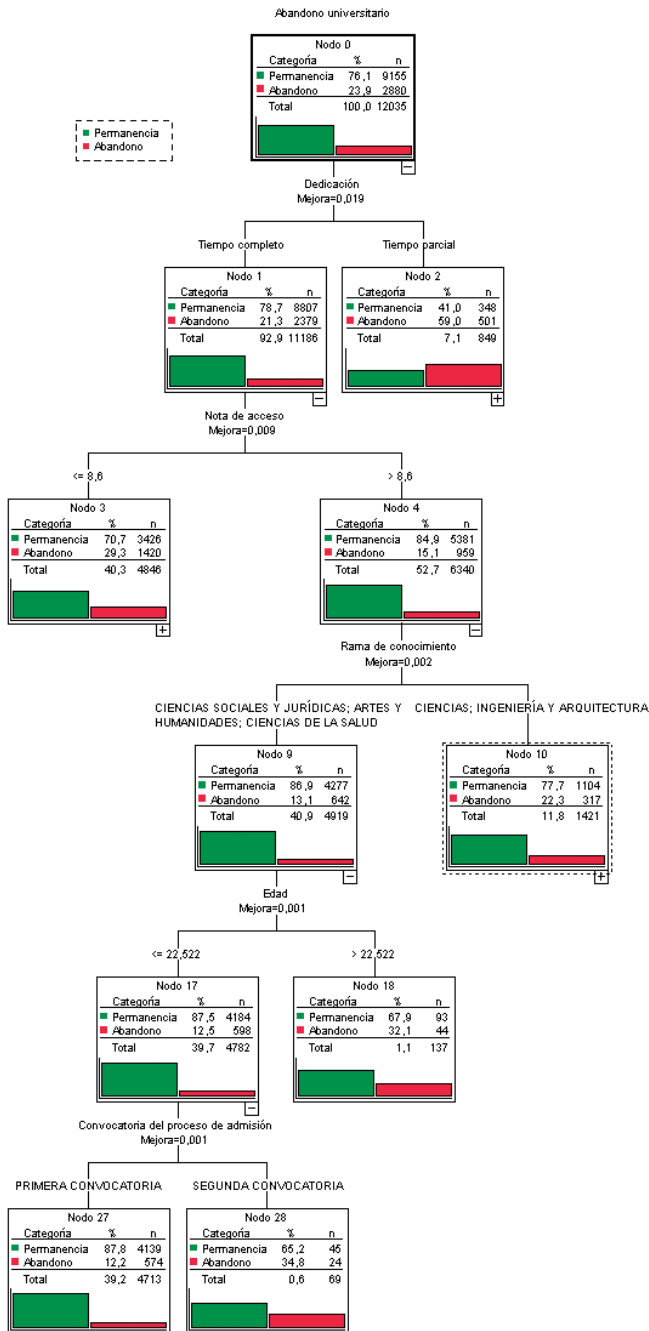 Abandono universitario
Nodo 0
Categoría % n
Permanencia 76,1 9155
Abandono 23,9 2880
Total 100,0 12035
Permanencia
Abandono
Dedicación
Mejora=0,019
Tiempo completo
Tiempo parcial
Nodo 1
Categoría % n
Permanencia 78,7 8807
Abandono 21,3 2379
Total 92,9 11186
Nodo 2
Categoría % n
Permanencia 41,0 348
Abandono 59,0 501
Total 7,1 849
Nota de acceso
Mejora=0,009
<= 8,6
> 8,6
Nodo 3
Categoría % n
Permanencia 70,7 3426
Abandono 29,3 1420
Total 40,3 4846
Nodo 4
Categoría % n
Permanencia 84,9 5381
Abandono 15,1 959
Total 52,7 6340
Rama de conocimiento
Mejora=0,002
CIENCIAS SOCIALES Y JURÍDICAS; ARTES Y
HUMANIDADES; CIENCIAS DE LA SALUD
CIENCIAS; INGENIERÍA Y ARQUITECTURA
Nodo 9
Categoría % n
Permanencia 86,9 4277
Abandono 13,1 642
Total 40,9 4919
Nodo 10
Categoría % n
Permanencia 77,7 1104
Abandono 22,3 317
Total 11,8 1421
Edad
Mejora=0,001
<= 22,522
> 22,522
Nodo 17
Categoría % n
Permanencia 87,5 4184
Abandono 12,5 598
Total 39,7 4782
Nodo 18
Categoría % n
Permanencia 67,9 93
Abandono 32,1 44
Total 1,1 137
Convocatoria del proceso de admisión
Mejora=0,001
PRIMERA CONVOCATORIA
SEGUNDA CONVOCATORIA
Nodo 27
Categoría % n
Permanencia 87,8 4139
Abandono 12,2 574
Total 39,2 4713
Nodo 28
Categoría % n
Permanencia 65,2 45
Abandono 34,8 24
Total 0,6 69